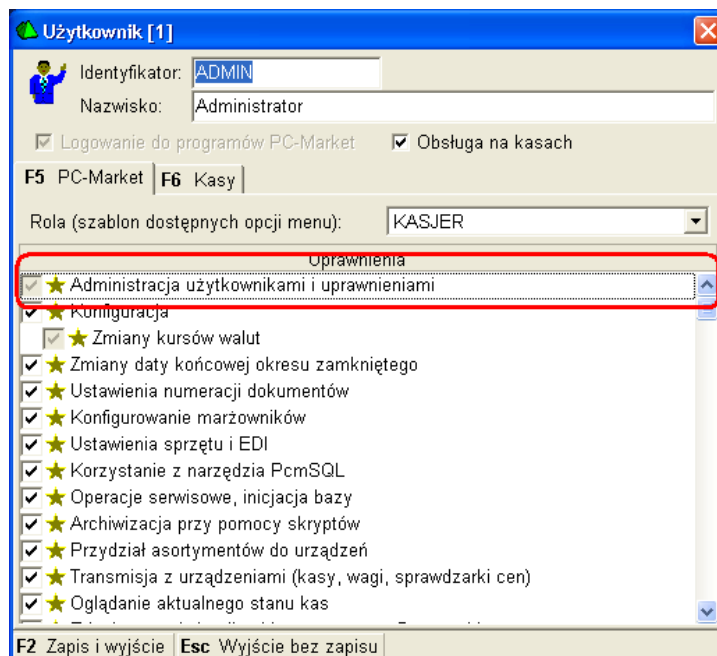 Użytkownik [1]
Identyfikator: ADMIN
Nazwisko: Administrator
Logowanie do programów PC-Market Obsługa na kasach
F5 PC-Market F6 Kasy
Rola (szablon dostępnych opcji menu): KASJER
Uprawnienia
Administracja użytkownikami i uprawnieniami
Konfiguracja
Zmiany kursów walut
Zmiany daty końcowej okresu zamkniętego
Ustawienia numeracji dokumentów
Konfigurowanie marżowników
Ustawienia sprzętu i EDI
Korzystanie z narzędzia PcmSQL
Operacje serwisowe, inicjacja bazy
Archiwizacja przy pomocy skryptów
Przydział asortymentów do urządzeń
Transmisja z urządzeniami (kasy, wagi, sprawdzarki cen)
Oglądanie aktualnego stanu kas
F2 Zapis i wyjście Esc Wyjście bez zapisu